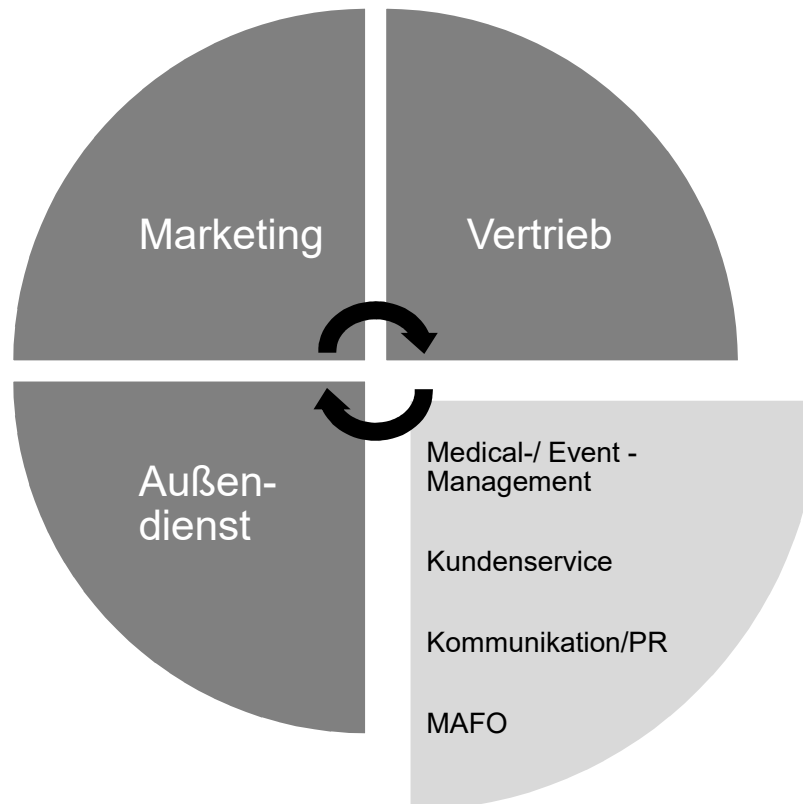 Marketing
Vertrieb
Außen-
dienst
Medical-/ Event -
Management
Kundenservice
Kommunikation/PR
MAFO